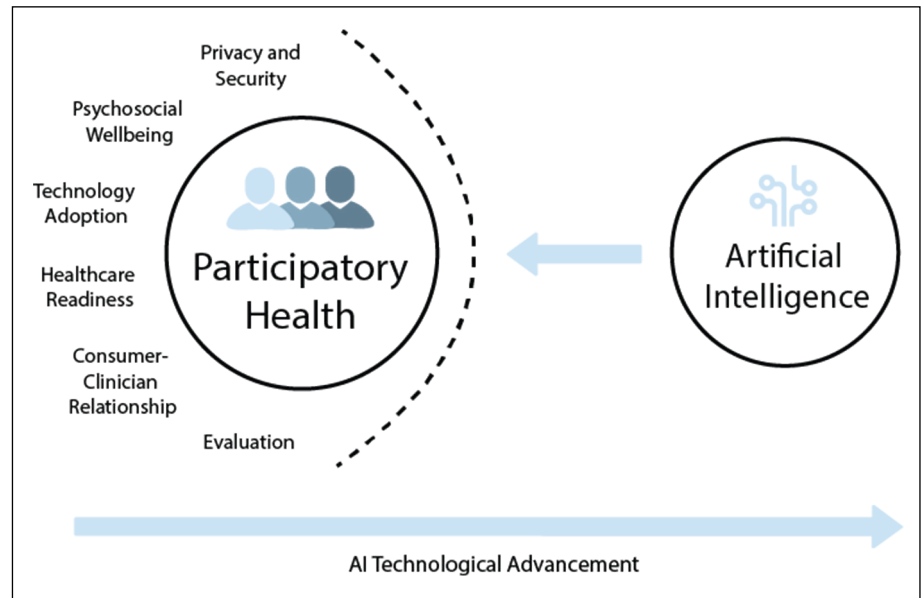 Privacy and
Security
Psychosocial
Wellbeing
Technology
Adoption
Healthcare
Readiness
Consumer-
Clinician
Relationship
Evaluation
Participatory
Health
Artificial
Intelligence
AI Technological Advancement